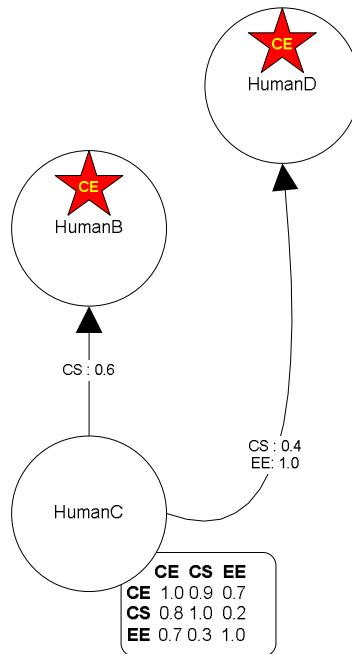 CE
HumanD
CE
HumanB
CS : 0.6
CS : 0.4
EE: 1.0
HumanC
CE CS EE
CE 1.0 0.9 0.7
CS 0.8 1.0 0.2
EE 0.7 0.3 1.0